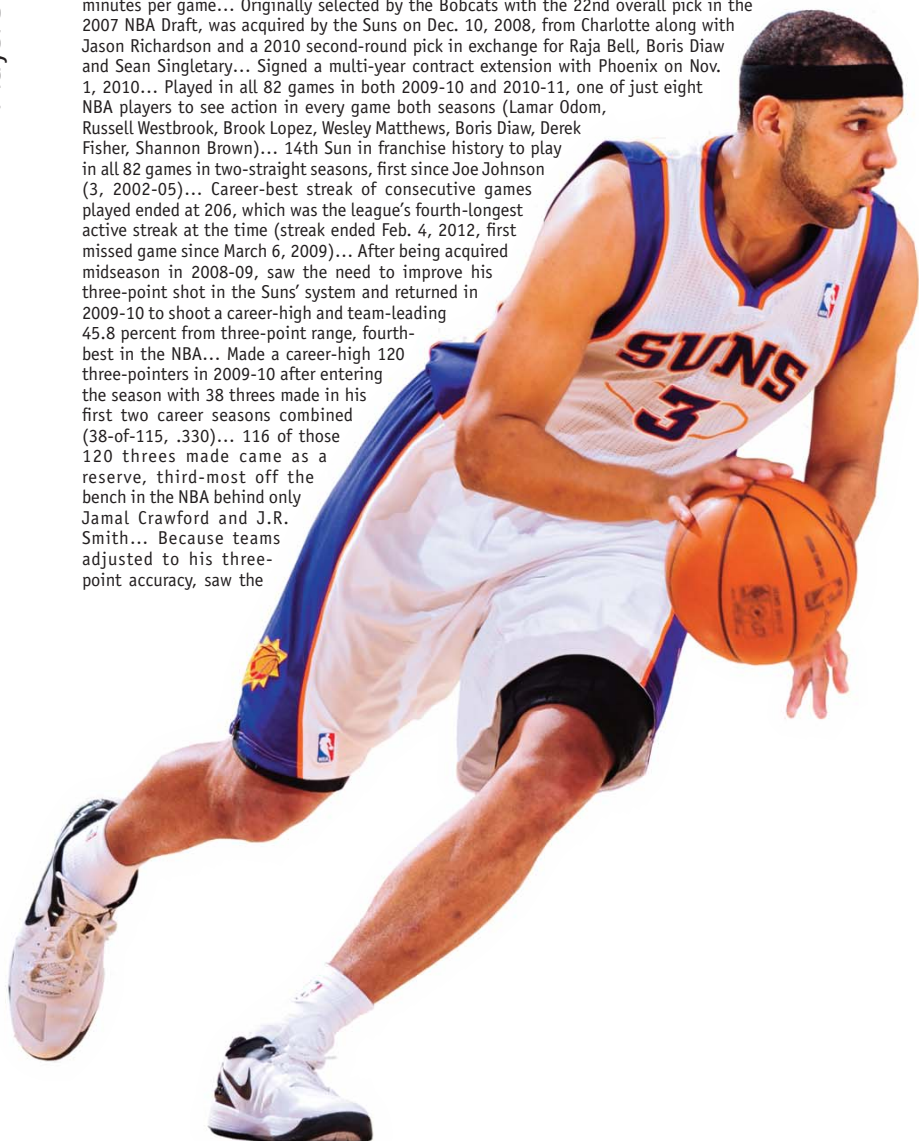 minutes per game... Originally selected by the Bobcats with the 22nd overall pick in the
2007 NBA Draft, was acquired by the Suns on Dec. 10, 2008, from Charlotte along with
Jason Richardson and a 2010 second-round pick in exchange for Raja Bell, Boris Diaw
and Sean Singletary... Signed a multi-year contract extension with Phoenix on Nov.
1, 2010... Played in all 82 games in both 2009-10 and 2010-11, one of just eight
NBA players to see action in every game both seasons (Lamar Odom,
Russell Westbrook, Brook Lopez, Wesley Matthews, Boris Diaw, Derek
Fisher, Shannon Brown)... 14th Sun in franchise history to play
in all 82 games in two-straight seasons, first since Joe Johnson
(3, 2002-05)... Career-best streak of consecutive games
played ended at 206, which was the league's fourth-longest
active streak at the time (streak ended Feb. 4, 2012, first
missed game since March 6, 2009)... After being acquired
midseason in 2008-09, saw the need to improve his
three-point shot in the Suns' system and returned in
2009-10 to shoot a career-high and team-leading
45.8 percent from three-point range, fourth-
best in the NBA... Made a career-high 120
three-pointers in 2009-10 after entering
the season with 38 threes made in his
first two career seasons combined
(38-of-115, .330)... 116 of those
120 threes made came as a
reserve, third-most off the
bench in the NBA behind only
Jamal Crawford and J.R.
Smith... Because teams
adjusted to his three-
point accuracy, saw the
SUNS
3